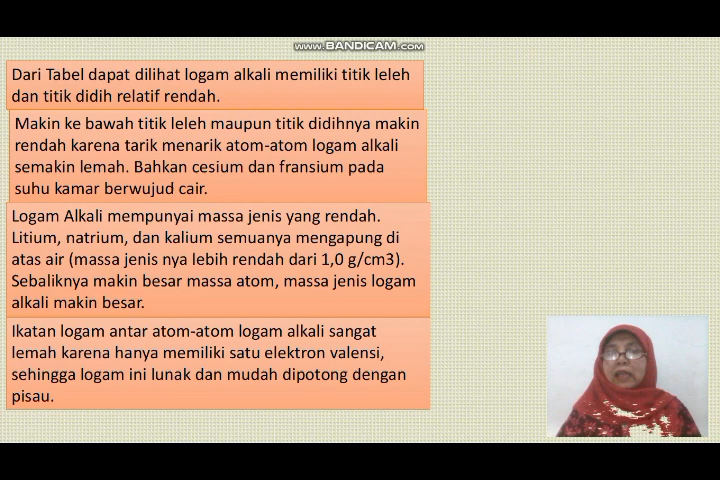 www.BANDICAM.com
Dari Tabel dapat dilihat logam alkali memiliki titik leleh
dan titik didih relatif rendah.
Makin ke bawah titik leleh maupun titik didihnya makin
rendah karena tarik menarik atom-atom logam alkali
semakin lemah. Bahkan cesium dan fransium pada
suhu kamar berwujud cair.
Logam Alkali mempunyai massa jenis yang rendah.
Litium, natrium, dan kalium semuanya mengapung di
atas air (massa jenis nya lebih rendah dari 1,0 g/cm3).
Sebaliknya makin besar massa atom, massa jenis logam
alkali makin besar.
Ikatan logam antar atom-atom logam alkali sangat
lemah karena hanya memiliki satu elektron valensi,
sehingga logam ini lunak dan mudah dipotong dengan
pisau.